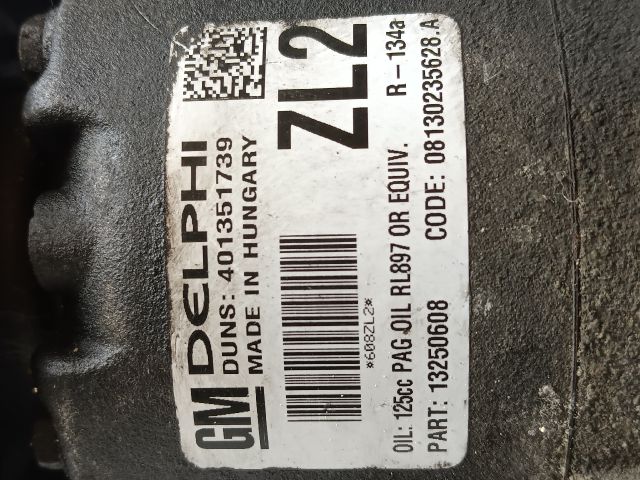 GM DELPHI
DUNS: 401351739
MADE IN HUNGARY
ZL2
*608ZL2*
OIL: 125cc PAG OIL RL897 OR EQUIV. R-134a
PART: 13250608 CODE: 08130235628.A